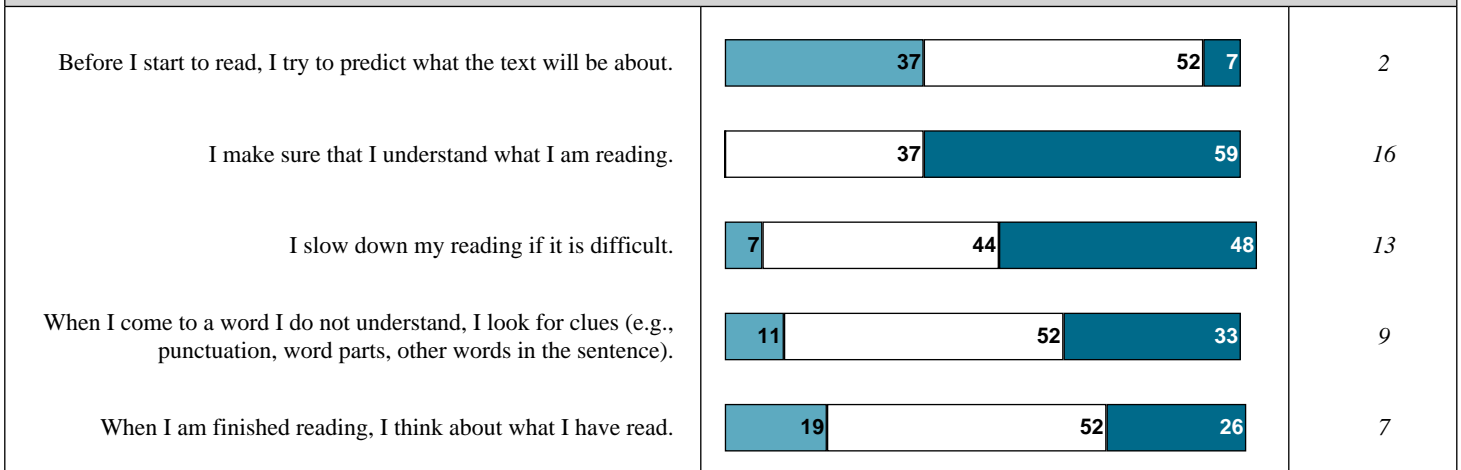 Before I start to read, I try to predict what the text will be about. 37 52 7 2
I make sure that I understand what I am reading. 37 59 16
I slow down my reading if it is difficult. 7 44 48 13
When I come to a word I do not understand, I look for clues (e.g.,
punctuation, word parts, other words in the sentence). 11 52 33 9
When I am finished reading, I think about what I have read. 19 52 26 7